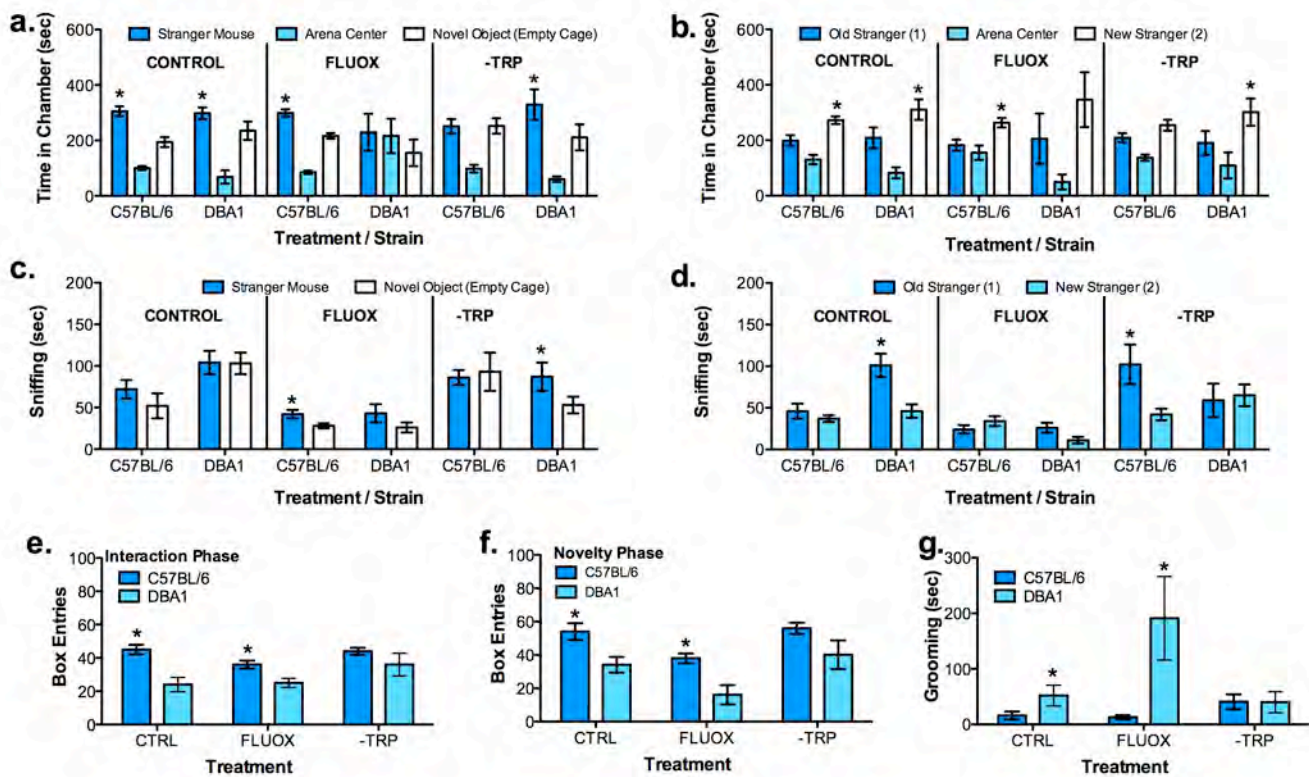 a.
Stranger Mouse Arena Center Novel Object (Empty Cage)
CONTROL FLUOX -TRP
Time in Chamber (sec)
600
400
200
0
* * * *
C57BL/6 DBA1 C57BL/6 DBA1 C57BL/6 DBA1
Treatment / Strain
b.
Old Stranger (1) Arena Center New Stranger (2)
CONTROL FLUOX -TRP
Time in Chamber (sec)
600
400
200
0
* * * *
C57BL/6 DBA1 C57BL/6 DBA1 C57BL/6 DBA1
Treatment / Strain
c.
Stranger Mouse Novel Object (Empty Cage)
CONTROL FLUOX -TRP
Sniffing (sec)
200
150
100
50
0
* *
C57BL/6 DBA1 C57BL/6 DBA1 C57BL/6 DBA1
Treatment / Strain
d.
Old Stranger (1) New Stranger (2)
CONTROL FLUOX -TRP
Sniffing (sec)
200
150
100
50
0
* *
C57BL/6 DBA1 C57BL/6 DBA1 C57BL/6 DBA1
Treatment / Strain
e.
Interaction Phase
C57BL/6
DBA1
Box Entries
100
80
60
40
20
0
* *
CTRL FLUOX -TRP
Treatment
f.
Novelty Phase
C57BL/6
DBA1
Box Entries
100
80
60
40
20
0
* *
CTRL FLUOX -TRP
Treatment
g.
C57BL/6
DBA1
Grooming (sec)
300
200
100
0
* *
CTRL FLUOX -TRP
Treatment